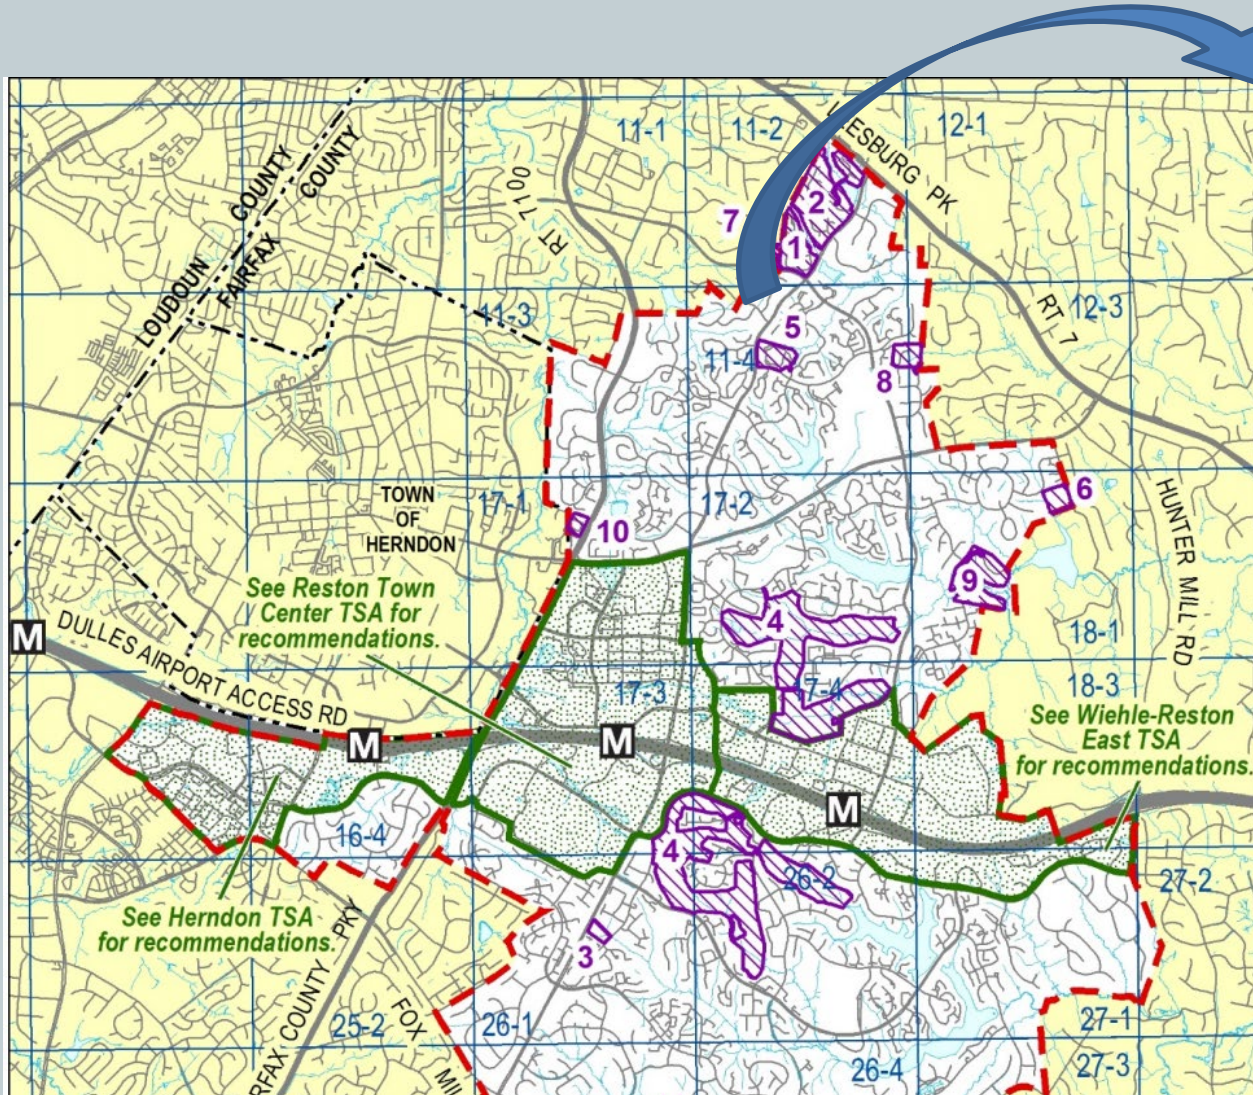 11-1
11-2
12-1
LEESBURG PK
LOUDOUN COUNTY
FAIRFAX COUNTY
RT 7100
7
2
1
11-3
12-3
RT 7
5
11-4
8
17-1
TOWN
OF
HERNDON
10
17-2
6
HUNTER MILL RD
9
See Reston Town
Center TSA for
recommendations.
M
DULLES AIRPORT ACCESS RD
4
18-1
17-3
17-4
18-3
See Wiehle-Reston
East TSA
for recommendations.
M
M
M
16-4
4
26-2
27-2
See Herndon TSA
for recommendations.
3
FAIRFAX COUNTY PKY
25-2
FOX
26-1
27-1
26-4
27-3